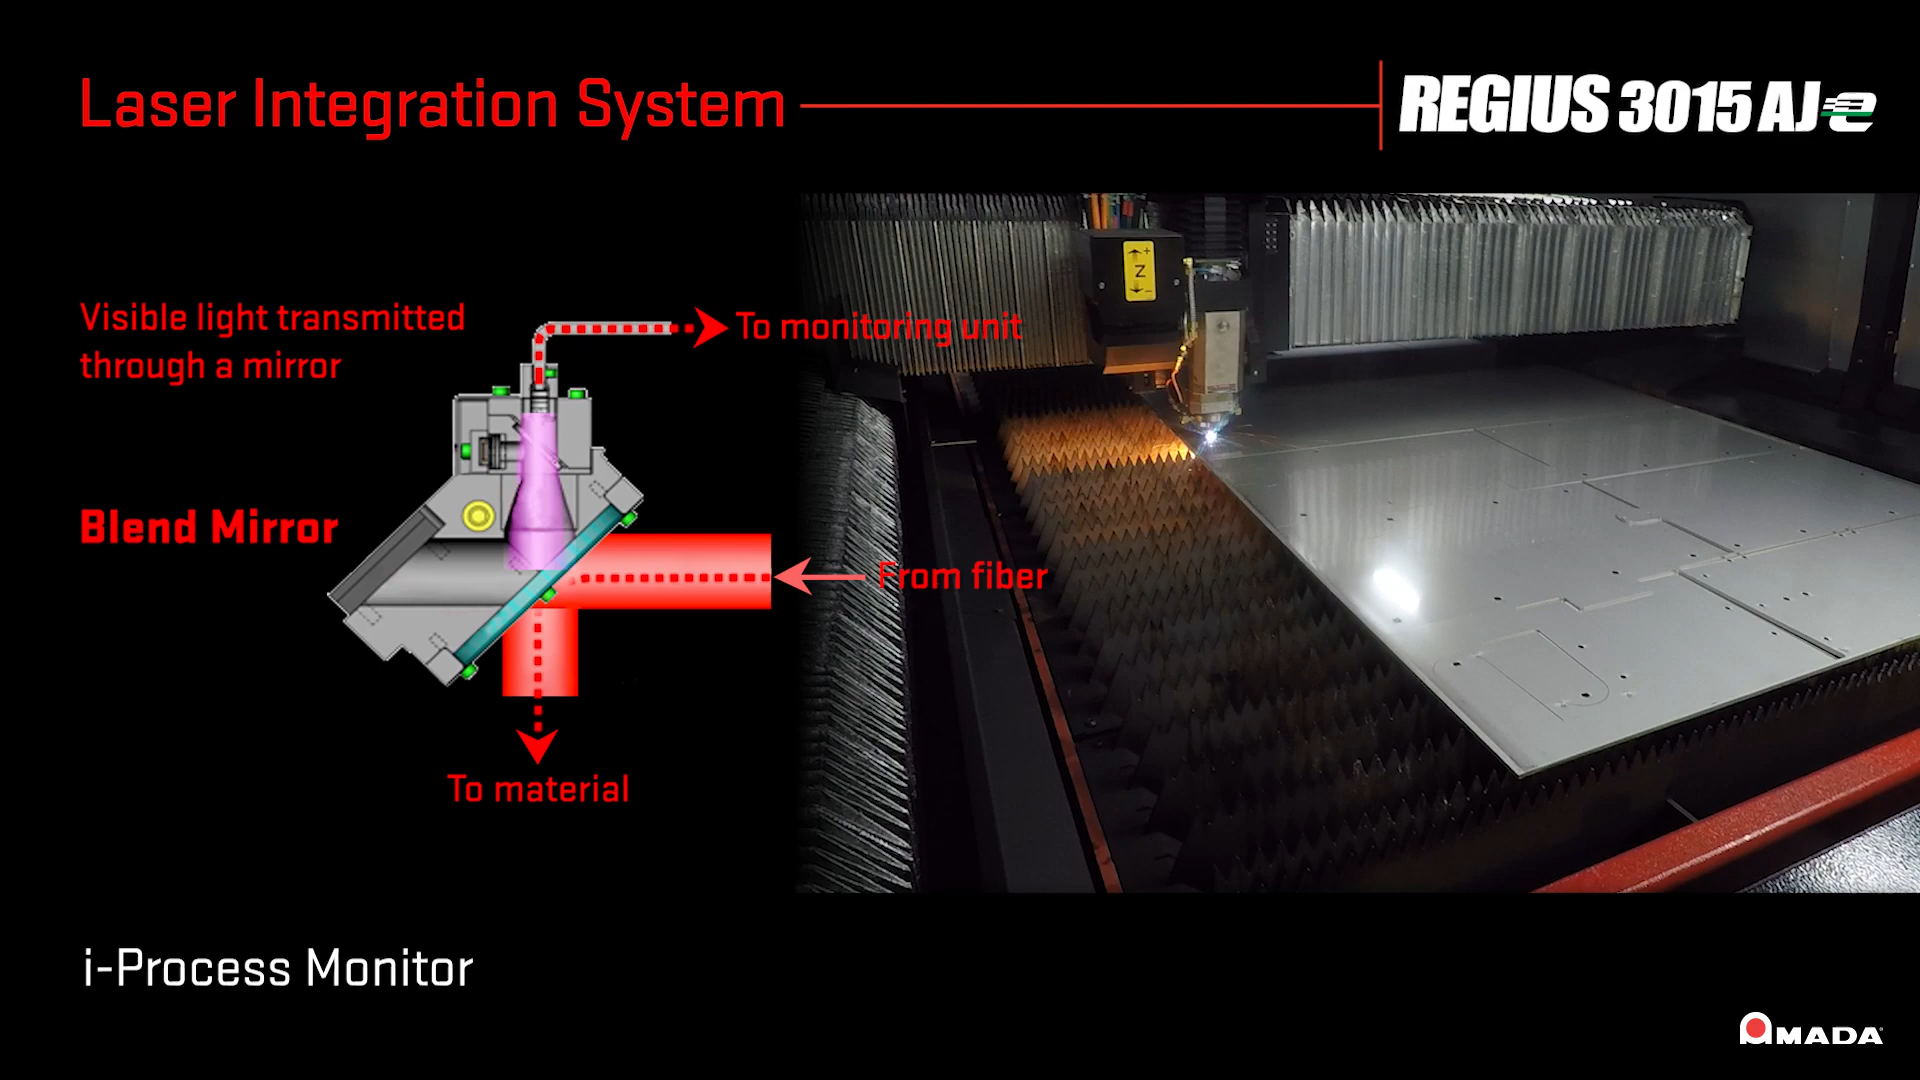 Laser Integration System
REGIUS 3015 AJ e
Visible light transmitted
through a mirror
To monitoring unit
+
Z
−
Blend Mirror
From fiber
To material
i-Process Monitor
AMADA